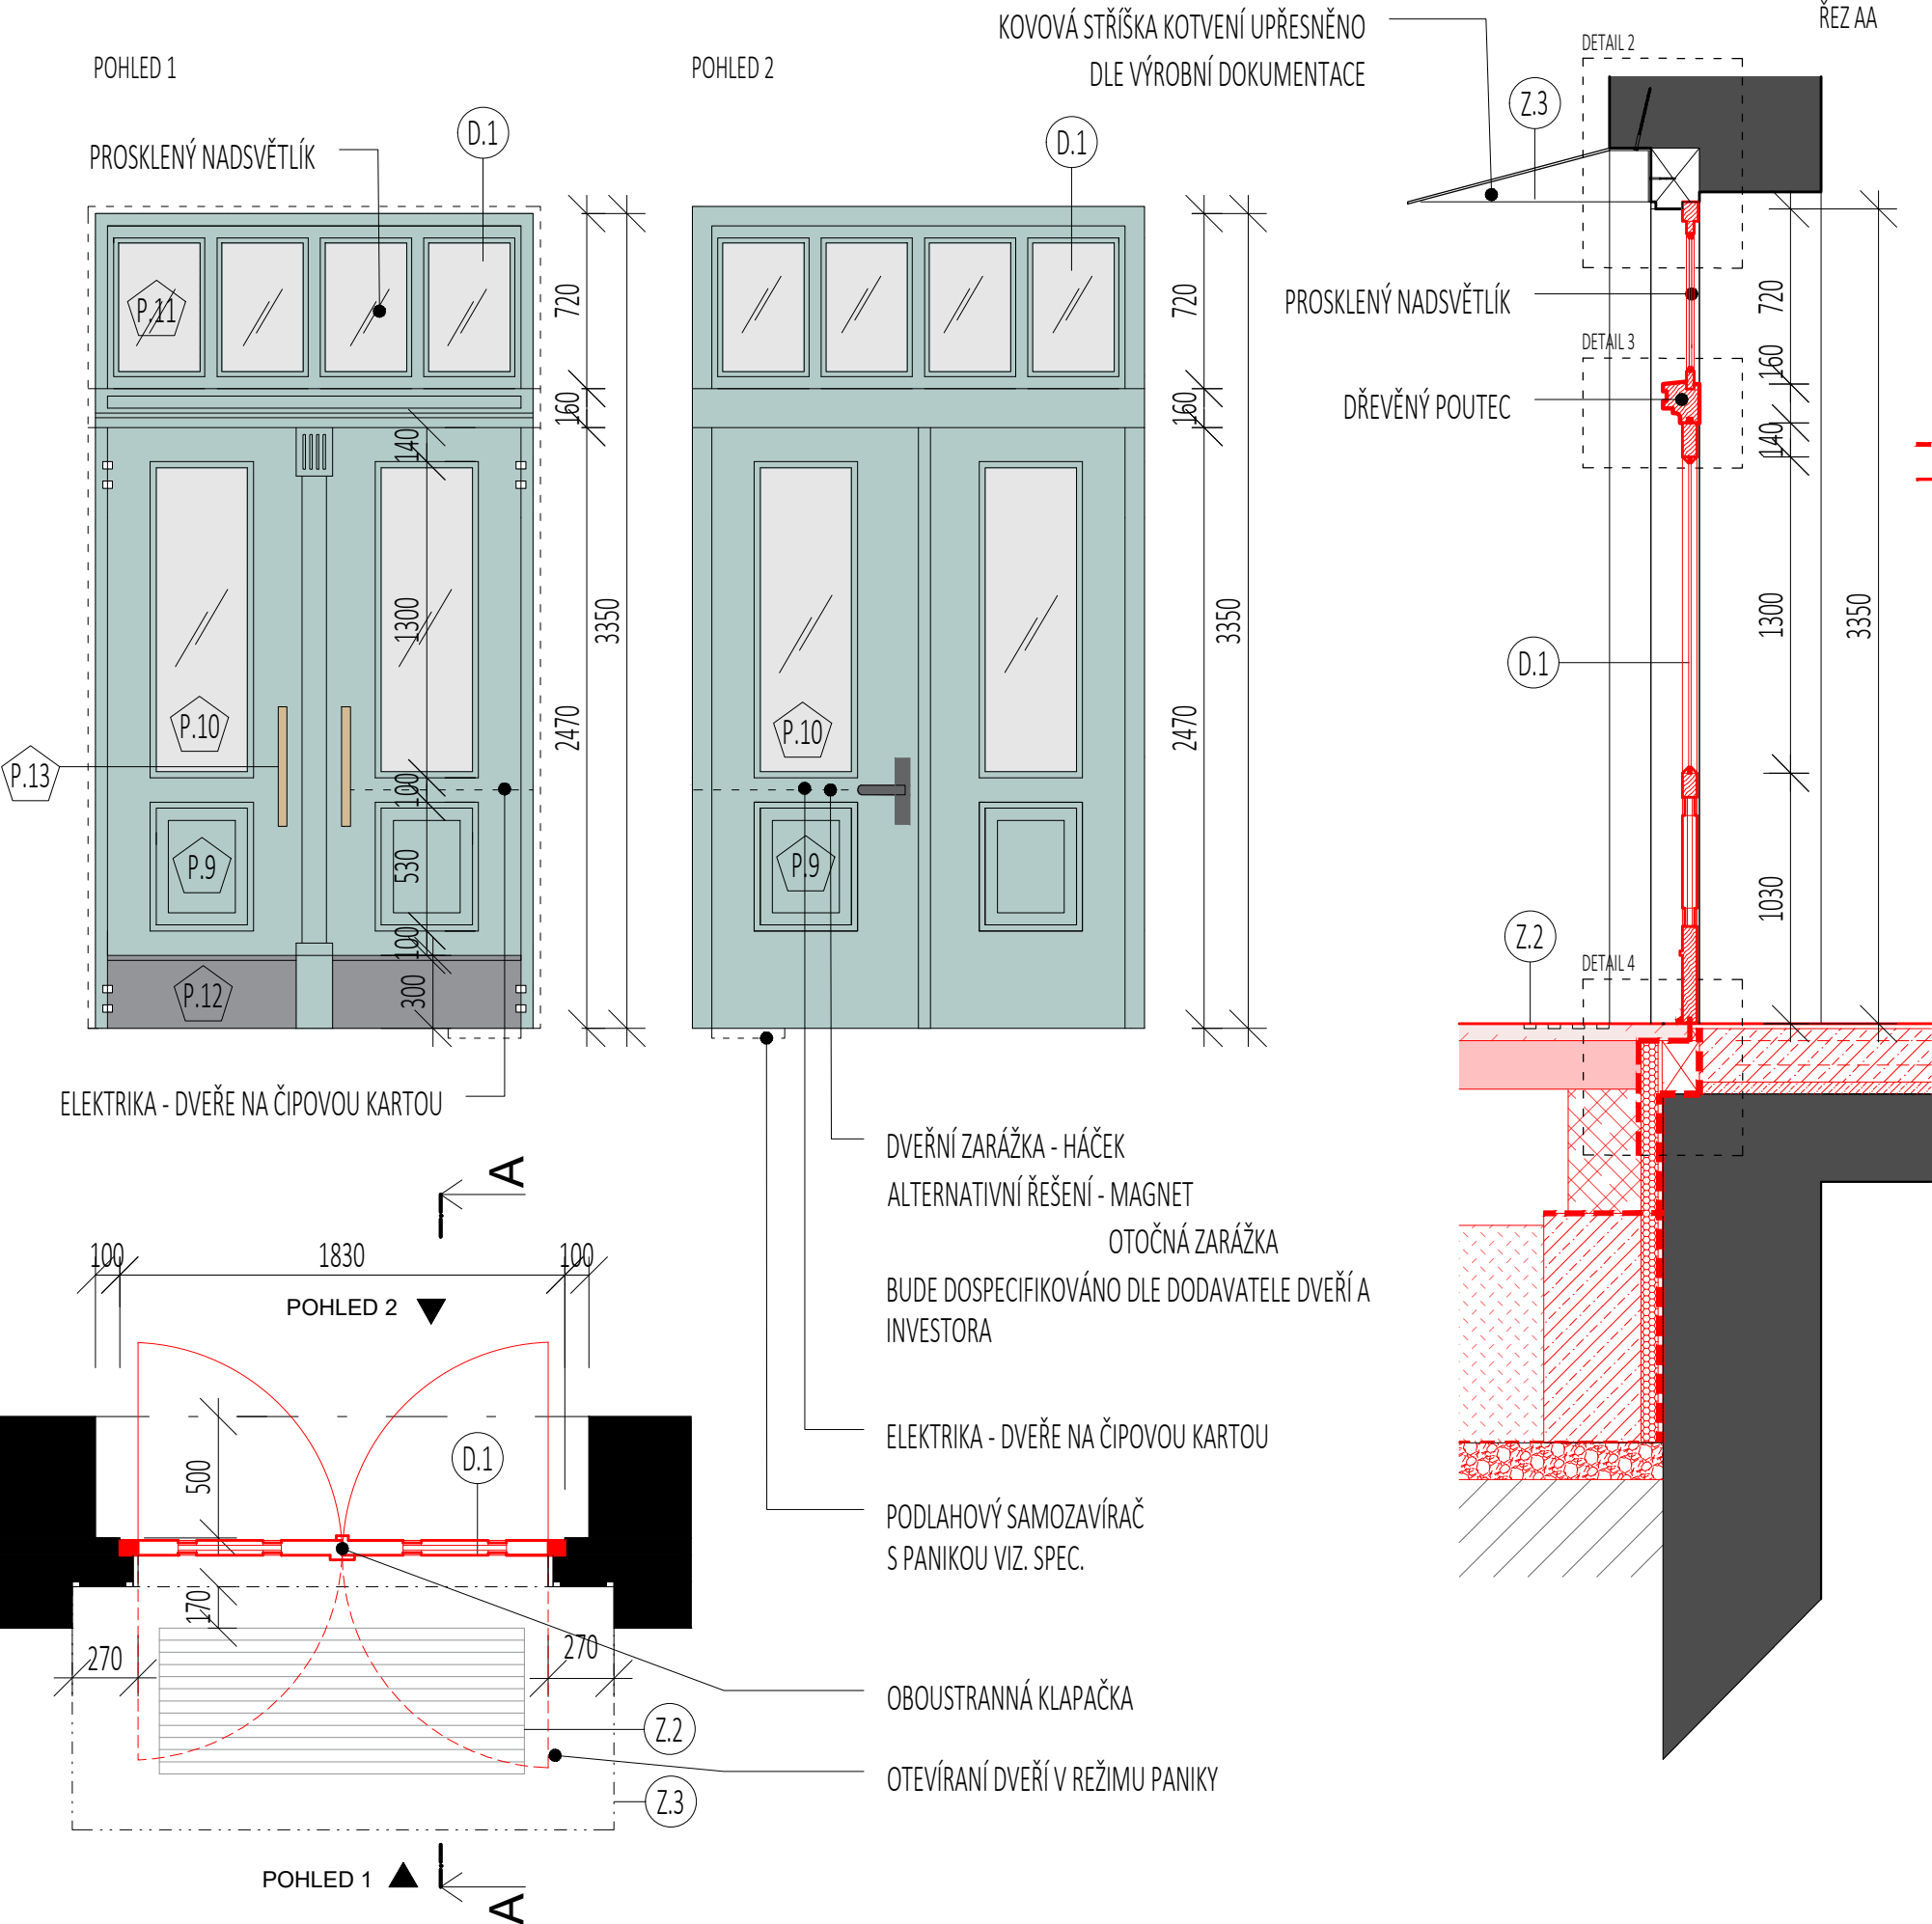 POHLED 1
PROSKLENÝ NADSVĚTLÍK
D.1
P.11
P.10
P.13
P.9
P.12
140
1300
100
530
100
300
720
160
2470
3350
ELEKTRIKA - DVEŘE NA ČIPOVOU KARTOU
POHLED 2
D.1
P.10
P.9
720
160
2470
3350
DVEŘNÍ ZARÁŽKA - HÁČEK
ALTERNATIVNÍ ŘEŠENÍ - MAGNET
OTOČNÁ ZARÁŽKA
BUDE DOSPECIFIKOVÁNO DLE DODAVATELE DVEŘÍ A
INVESTORA
ELEKTRIKA - DVEŘE NA ČIPOVOU KARTOU
PODLAHOVÝ SAMOZAVÍRAČ
S PANIKOU VIZ. SPEC.
OBOUSTRANNÁ KLAPAČKA
OTEVÍRANÍ DVEŘÍ V REŽIMU PANIKY
KOVOVÁ STŘÍŠKA KOTVENÍ UPŘESNĚNO
DLE VÝROBNÍ DOKUMENTACE
ŘEZ AA
DETAIL 2
Z.3
PROSKLENÝ NADSVĚTLÍK
DETAIL 3
DŘEVĚNÝ POUTEC
D.1
Z.2
DETAIL 4
720
160
140
1300
1030
3350
A
100
1830
100
POHLED 2
500
D.1
170
270
270
Z.2
Z.3
POHLED 1
A